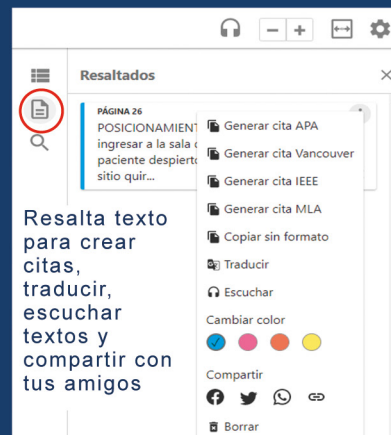 Resaltados
PÁGINA 26
POSICIONAMIENT
ingresar a la sala
paciente despierto
sitio quir...
Generar cita APA
Generar cita Vancouver
Generar cita IEEE
Generar cita MLA
Copiar sin formato
Traducir
Escuchar
Cambiar color
Compartir
Borrar
Resalta texto
para crear
citas,
traducir,
escuchar
textos y
compartir con
tus amigos